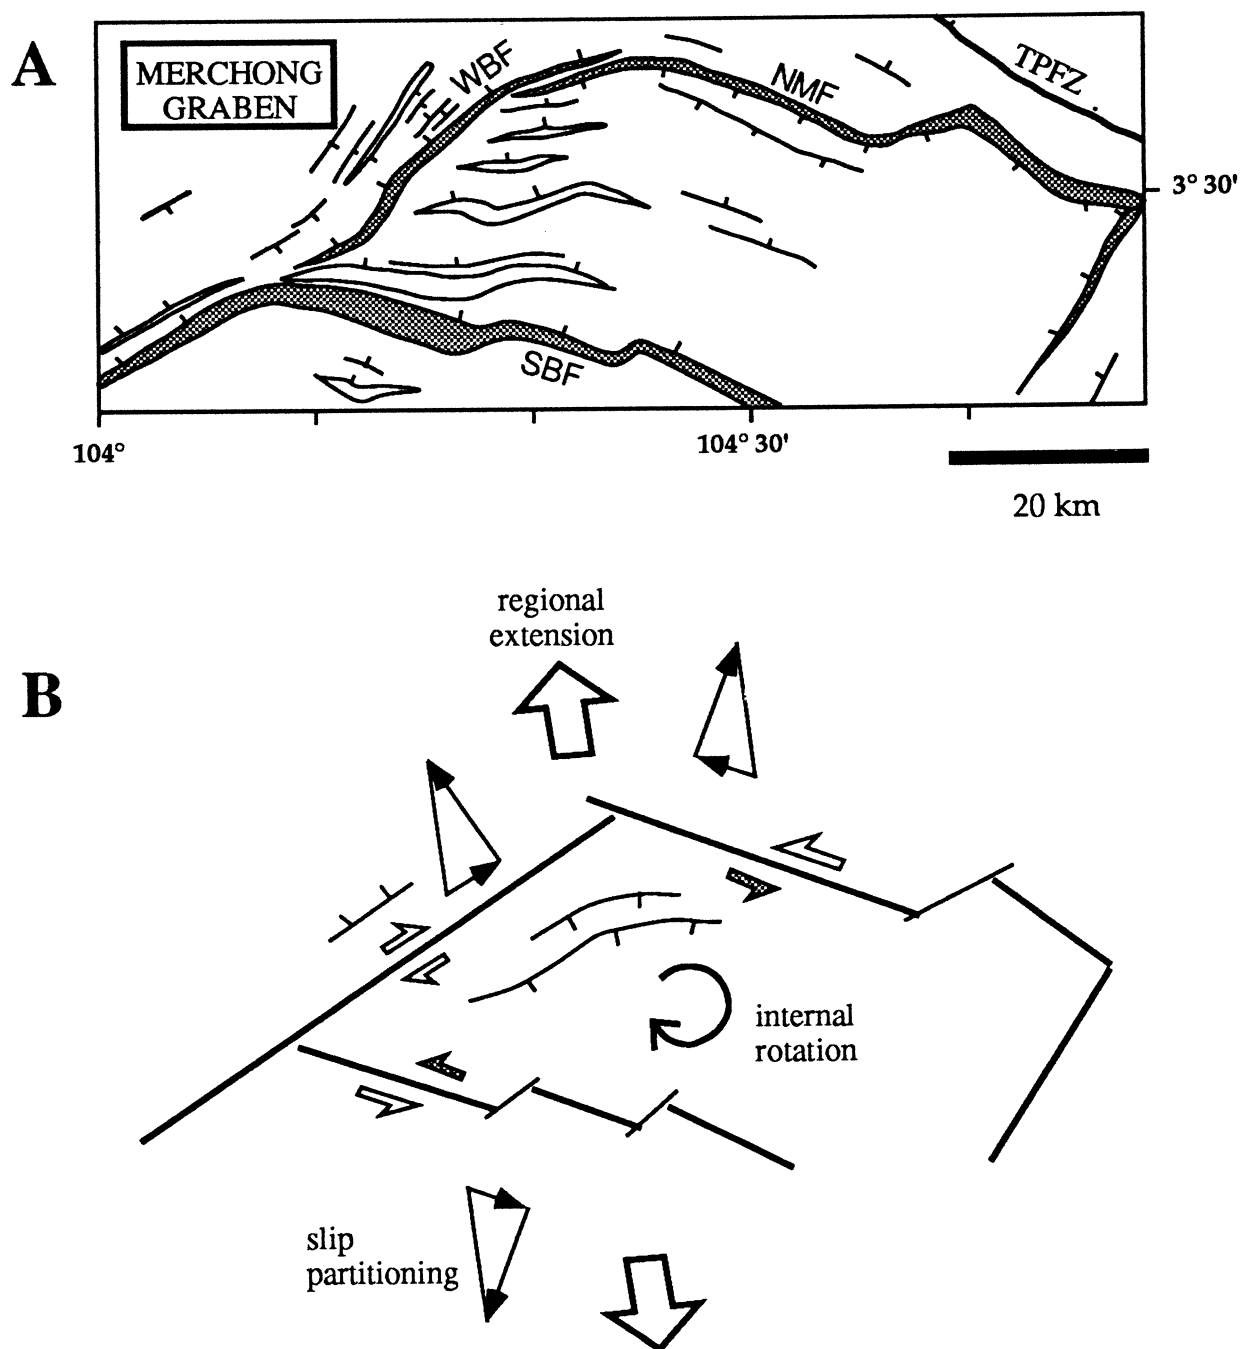 A
MERCHONG
GRABEN
WBF
NMF
TPFZ
3° 30'
SBF
104°
104° 30'
20 km
B
regional
extension
internal
rotation
slip
partitioning